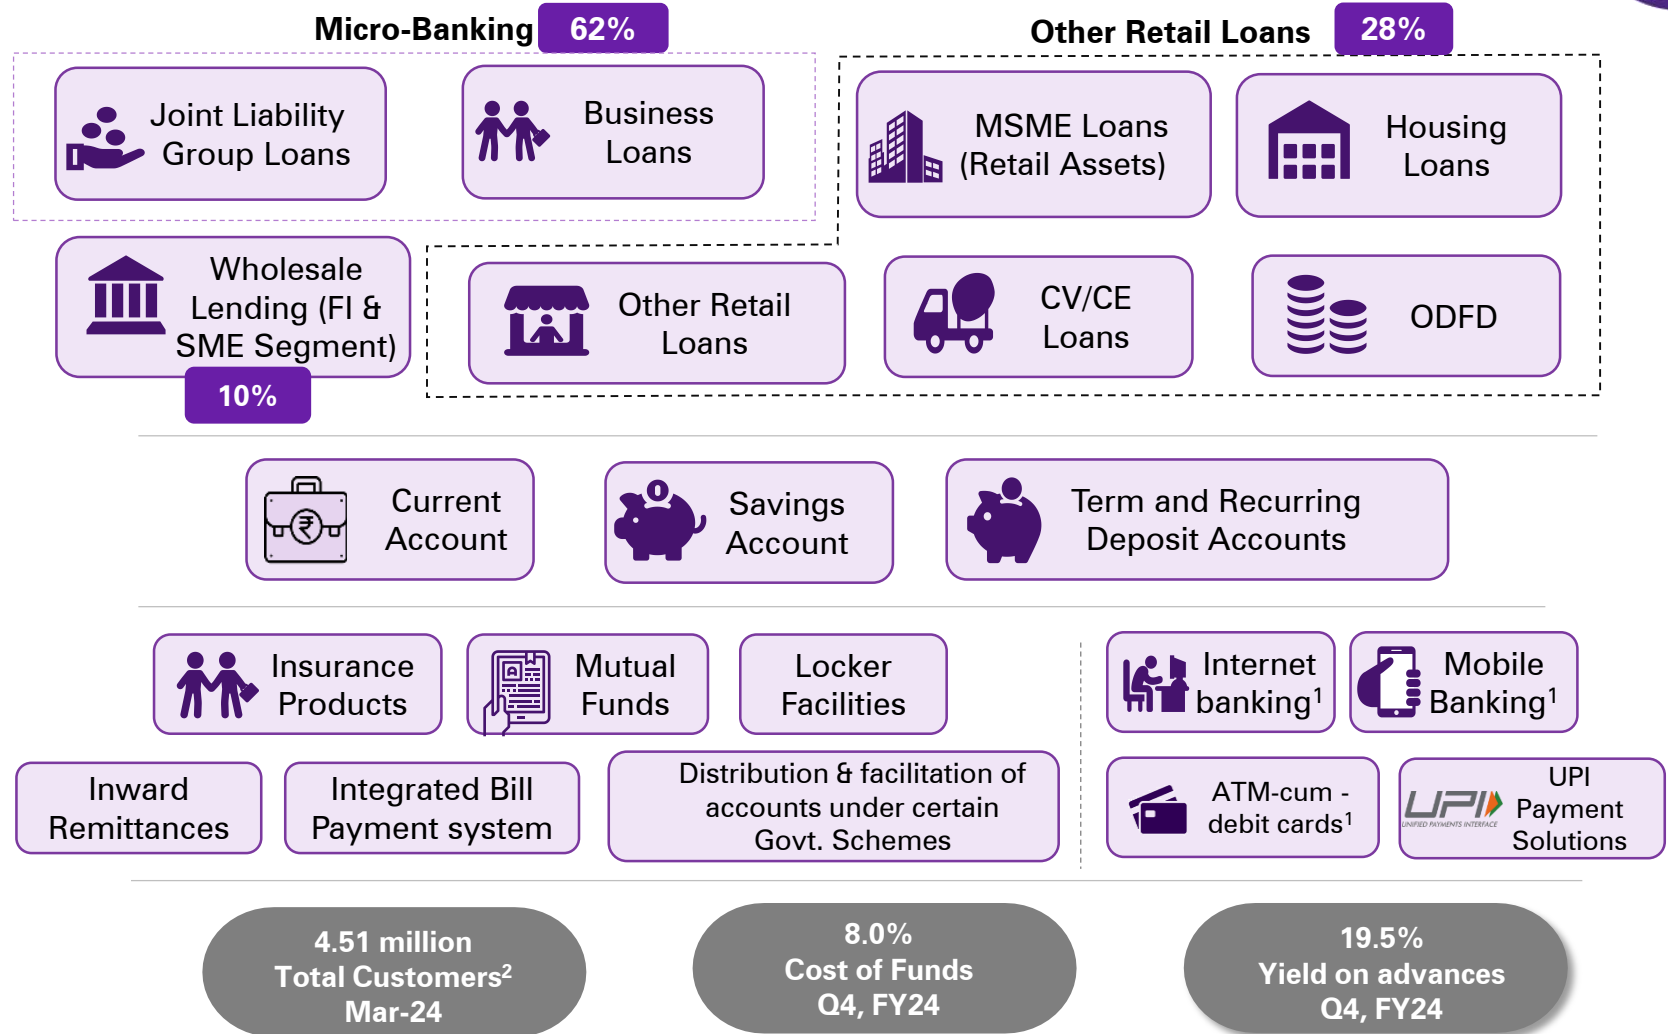 Micro-Banking 62%
Other Retail Loans 28%
Joint Liability
Group Loans
Business
Loans
MSME Loans
(Retail Assets)
Housing
Loans
Wholesale
Lending (FI &
SME Segment)
10%
Other Retail
Loans
CV/CE
Loans
ODFD
₹
Current
Account
Savings
Account
Term and Recurring
Deposit Accounts
Insurance
Products
Mutual
Funds
Locker
Facilities
Internet
banking¹
Mobile
Banking¹
Inward
Remittances
Integrated Bill
Payment system
Distribution & facilitation of
accounts under certain
Govt. Schemes
ATM-cum -
debit cards¹
UPI
UNIFIED PAYMENTS INTERFACE
UPI
Payment
Solutions
4.51 million
Total Customers²
Mar-24
8.0%
Cost of Funds
Q4, FY24
19.5%
Yield on advances
Q4, FY24